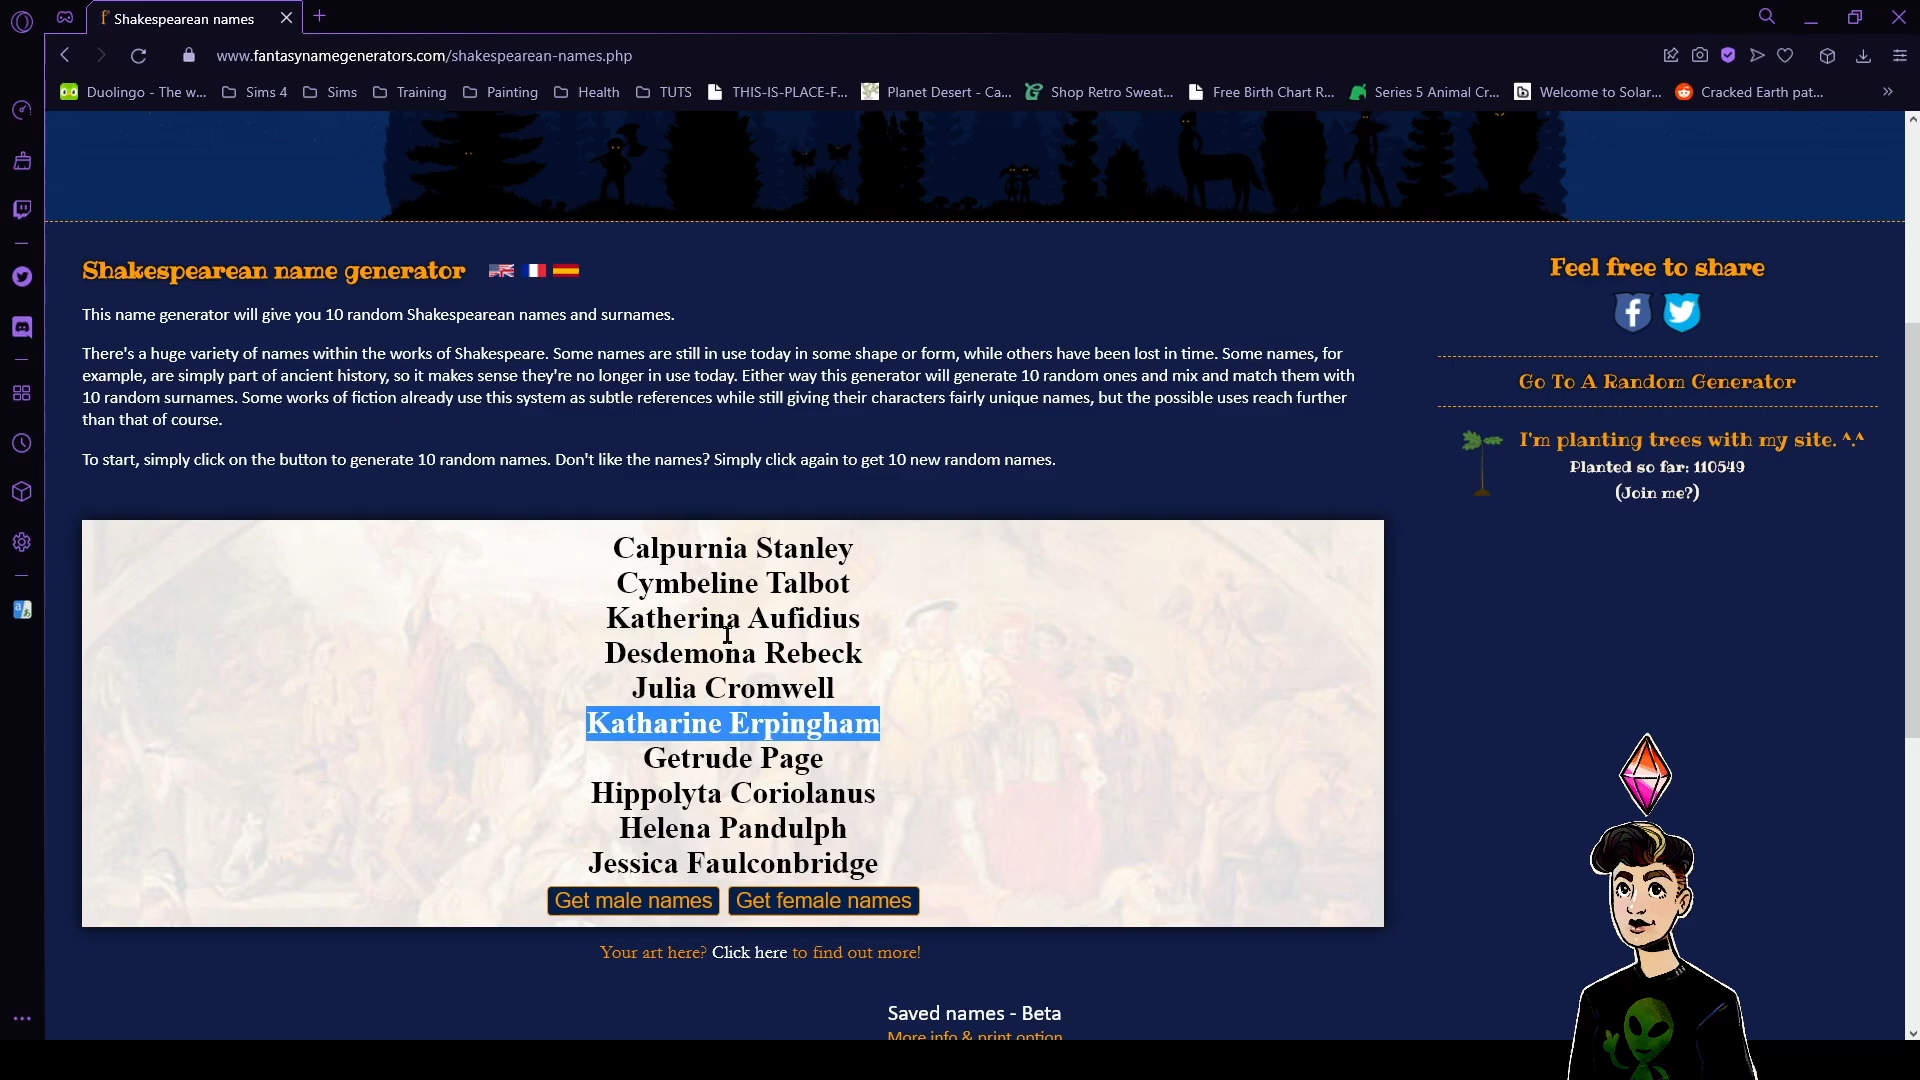 Shakespearean names
www.fantasynamegenerators.com/shakespearean-names.php
Duolingo - The w... Sims 4 Sims Training Painting Health TUTS THIS-IS-PLACE-F... Planet Desert - Ca... Shop Retro Sweat... Free Birth Chart R... Series 5 Animal Cr... Welcome to Solar... Cracked Earth pat...
Shakespearean name generator
This name generator will give you 10 random Shakespearean names and surnames.
There's a huge variety of names within the works of Shakespeare. Some names are still in use today in some shape or form, while others have been lost in time. Some names, for
example, are simply part of ancient history, so it makes sense they're no longer in use today. Either way this generator will generate 10 random ones and mix and match them with
10 random surnames. Some works of fiction already use this system as subtle references while still giving their characters fairly unique names, but the possible uses reach further
than that of course.
To start, simply click on the button to generate 10 random names. Don't like the names? Simply click again to get 10 new random names.
Calpurnia Stanley
Cymbeline Talbot
Katherina Aufidius
Desdemona Rebeck
Julia Cromwell
Katharine Erpingham
Getrude Page
Hippolyta Coriolanus
Helena Pandulph
Jessica Faulconbridge
Get male names Get female names
Your art here? Click here to find out more!
Saved names - Beta
More info & print option
Feel free to share
Go To A Random Generator
I'm planting trees with my site. ^.^
Planted so far: 110549
(Join me?)